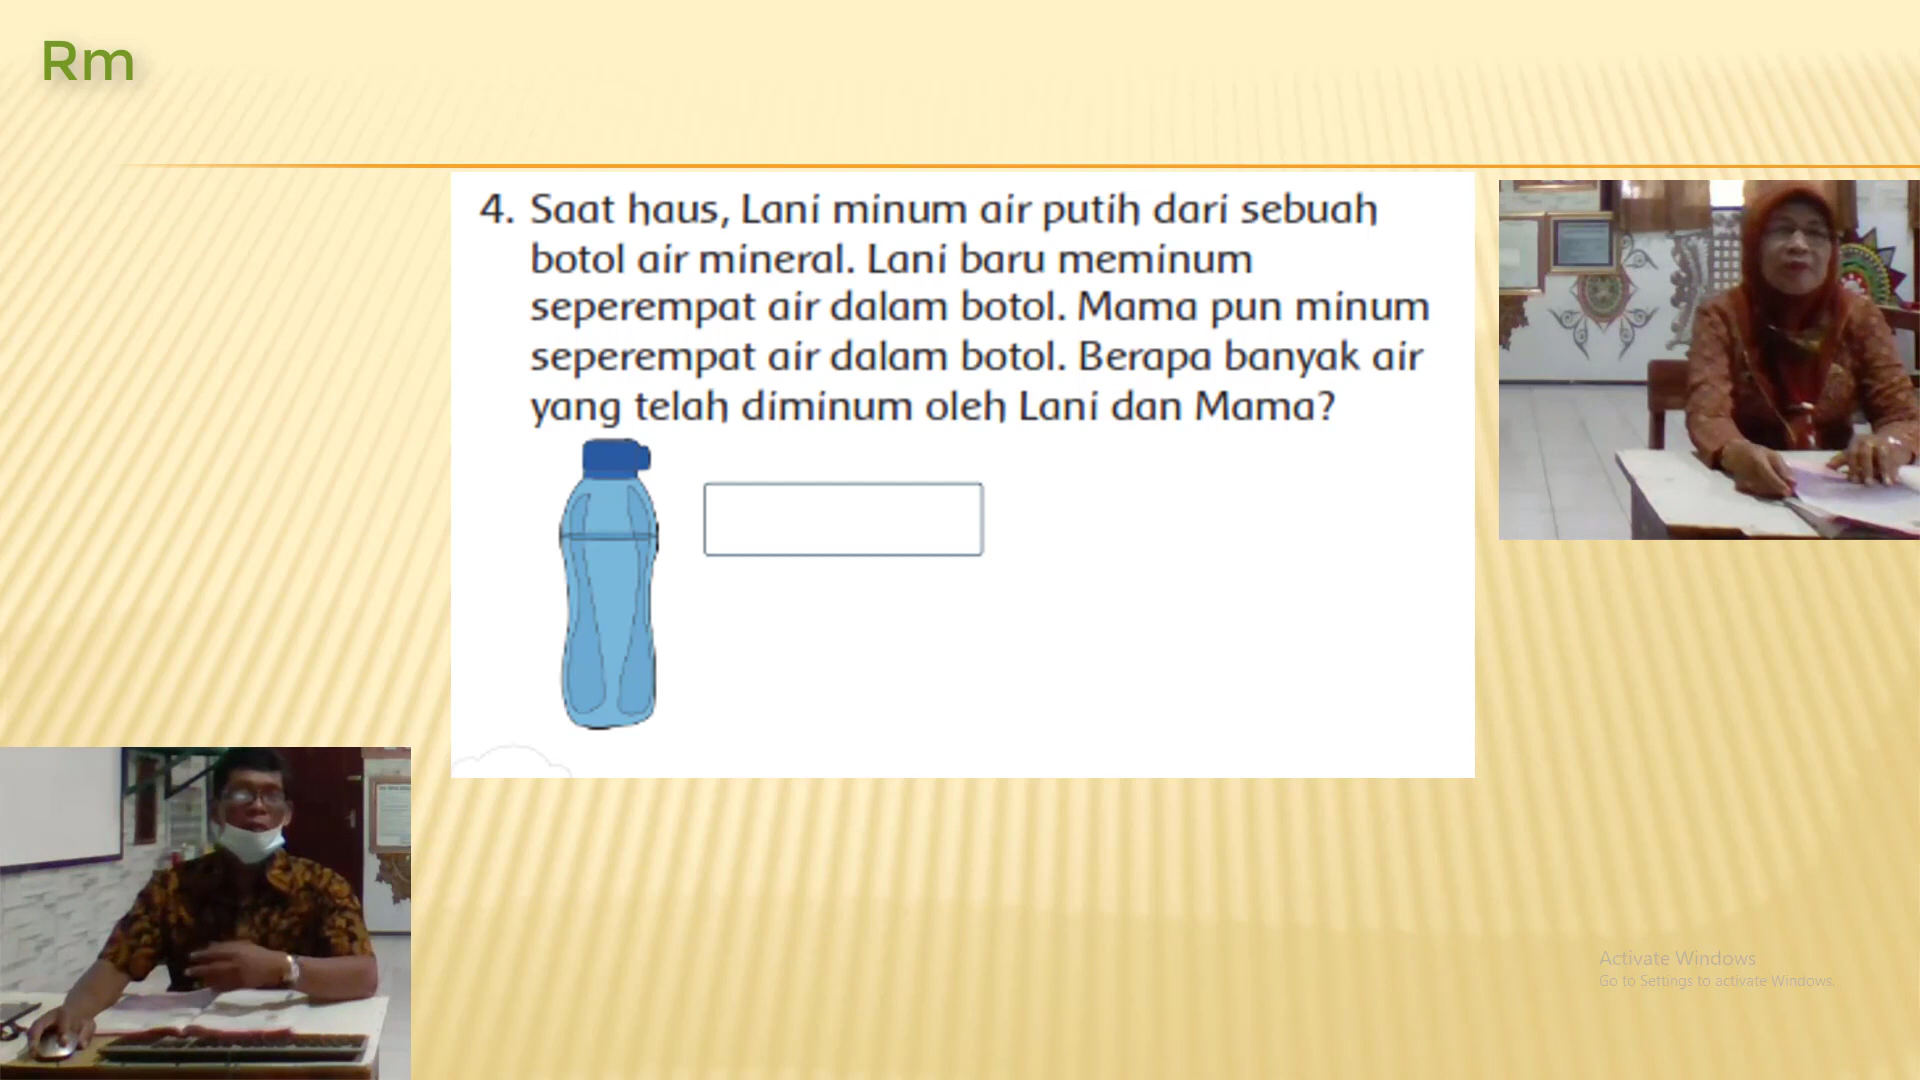 Rm
4. Saat haus, Lani minum air putih dari sebuah
botol air mineral. Lani baru meminum
seperempat air dalam botol. Mama pun minum
seperempat air dalam botol. Berapa banyak air
yang telah diminum oleh Lani dan Mama?
Activate Windows
Go to Settings to activate Windows.